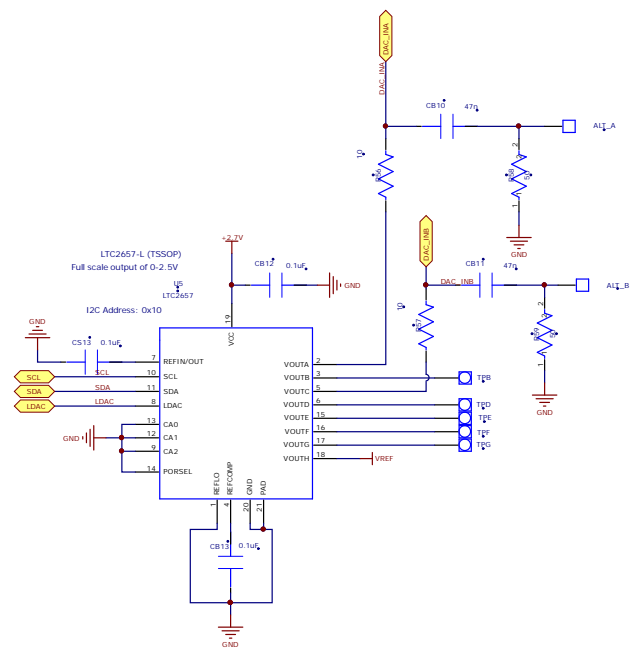 DAC_INA
DAC_INA
CB10
47n
ALT_A
10
R56
2
R58
50
1
GND
DAC_INB
+2.7V
LTC2657-L (TSSOP)
Full scale output of 0-2.5V
CB12
0.1uF
GND
U5
LTC2657
DAC_INB
CB11
47n
ALT_B
I2C Address: 0x10
10
R57
2
R59
1
GND
GND
CS13
0.1uF
19
VCC
7
REFIN/OUT
SCL
SCL
10
SCL
SDA
SDA
11
SDA
LDAC
LDAC
8
LDAC
GND
13
CA0
12
CA1
9
CA2
14
PORSEL
VOUTA
2
VOUTB
3
TPB
VOUTC
5
VOUTD
6
TPD
VOUTE
15
TPE
VOUTF
16
TPF
VOUTG
17
TPG
VOUTH
18
VREF
REFLO
REFCOMP
GND
PAD
1
4
20
21
CB13
0.1uF
GND